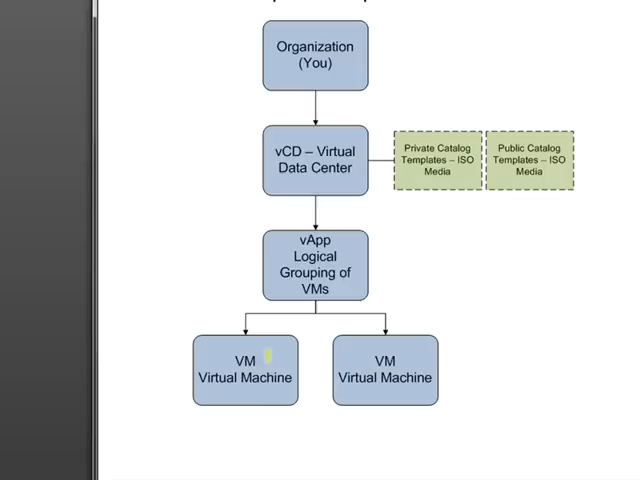 Organization
(You)
vCD – Virtual
Data Center
Private Catalog
Templates – ISO
Media
Public Catalog
Templates – ISO
Media
vApp
Logical
Grouping of
VMs
VM
Virtual Machine
VM
Virtual Machine